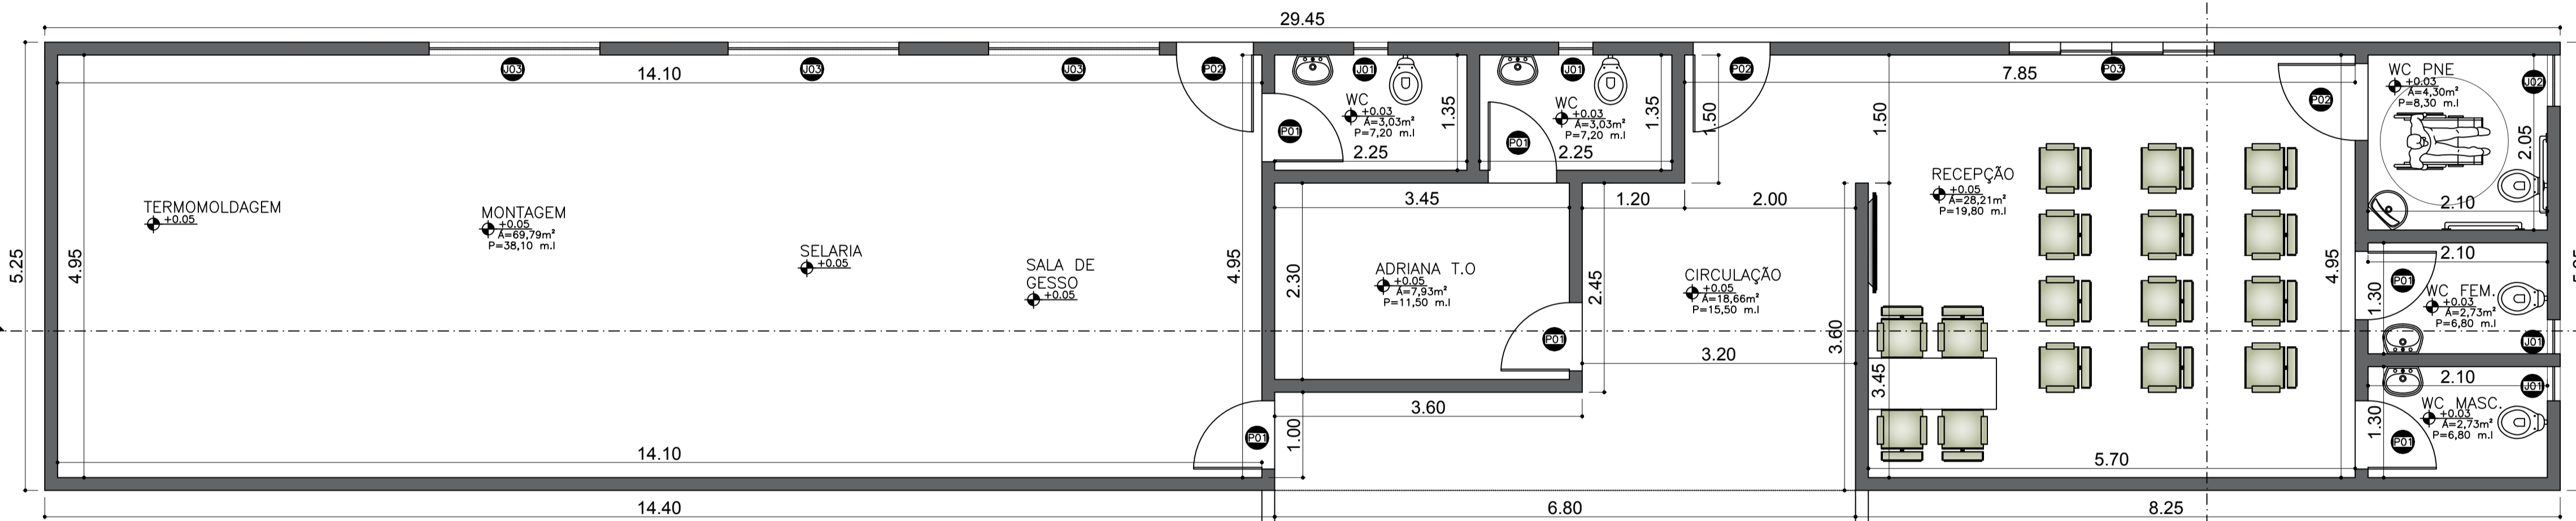 29.45
14.10
7.85
J03
J03
J03
P02
J01
J01
P02
P03
P02
J02
WC
+0.03
A=3,03m²
P=7,20 m.l
1.35
P01
2.25
WC
+0.03
A=3,03m²
P=7,20 m.l
1.35
P01
2.25
1.50
1.50
WC PNE
+0.03
A=4,30m²
P=8,30 m.l
2.05
2.10
TERMOMOLDAGEM
+0.05
MONTAGEM
+0.05
A=69,79m²
P=38,10 m.l
SELARIA
+0.05
SALA DE
GESSO
+0.05
5.25
4.95
4.95
3.45
2.30
ADRIANA T.O
+0.05
A=7,93m²
P=11,50 m.l
P01
2.45
1.20
2.00
CIRCULAÇÃO
+0.05
A=18,66m²
P=15,50 m.l
3.20
3.60
RECEPÇÃO
+0.05
A=28,21m²
P=19,80 m.l
3.45
4.95
2.10
P01
1.30
WC FEM.
+0.03
A=2,73m²
P=6,80 m.l
J01
2.10
J01
WC MASC.
+0.03
A=2,73m²
P=6,80 m.l
1.30
P01
3.60
1.00
P01
14.10
5.70
14.40
6.80
8.25